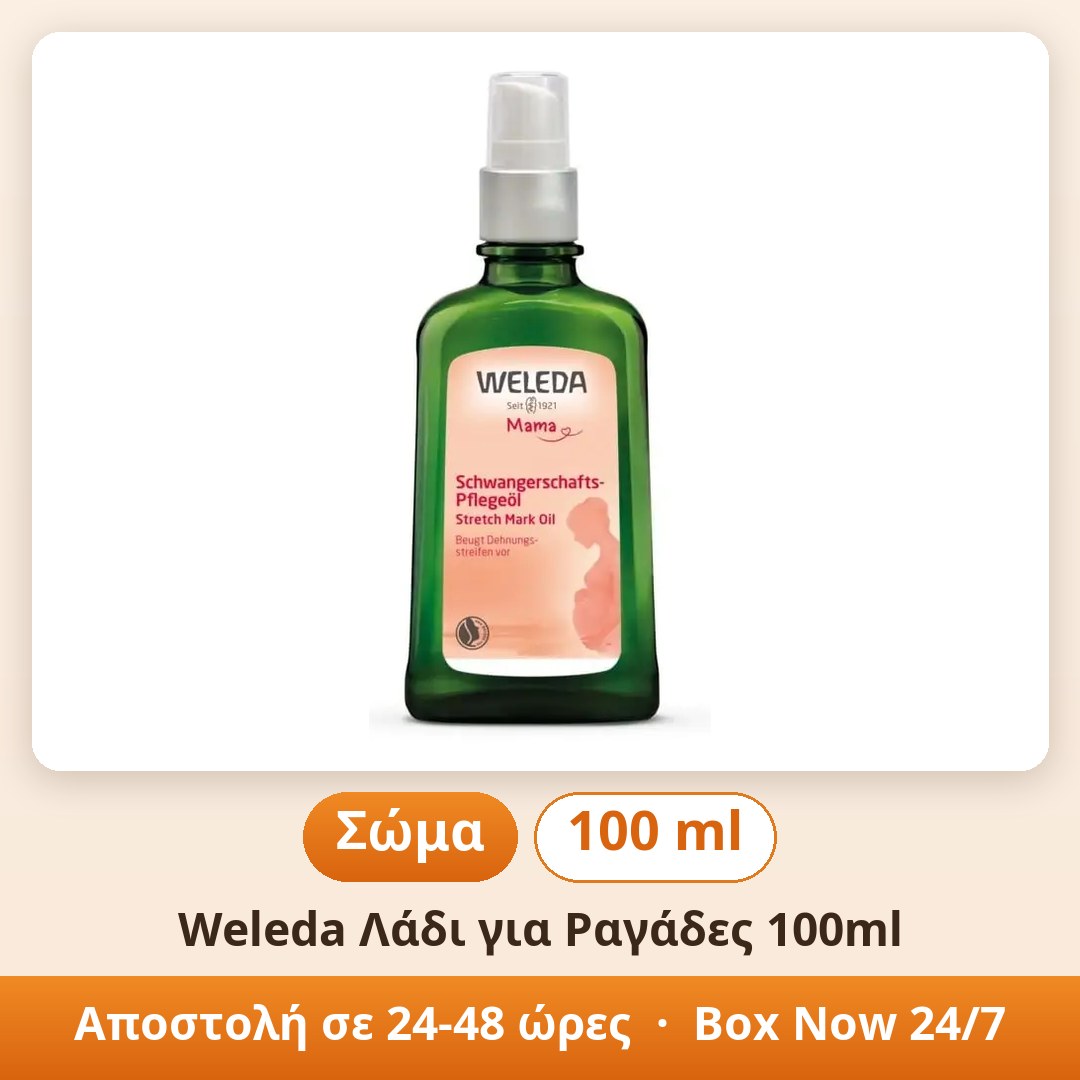 WELEDA
Seit 1921
Mama
Schwangerschafts-
Pflegeöl
Stretch Mark Oil
Beugt Dehnungs-
streifen vor
Σώμα
100 ml
Weleda Λάδι για Ραγάδες 100ml
Αποστολή σε 24-48 ώρες · Box Now 24/7